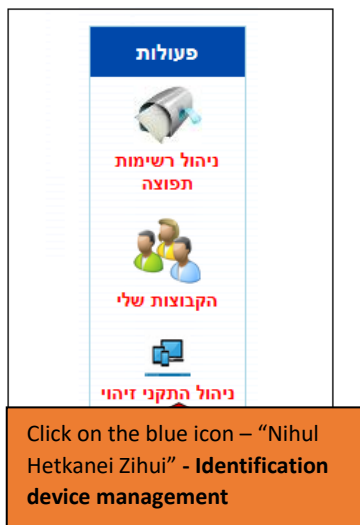 פעולות
ניהול רשימות
תפוצה
הקבוצות שלי
ניהול התקני זיהוי
Click on the blue icon – “Nihul
Hetkanei Zihui” - Identification
device management